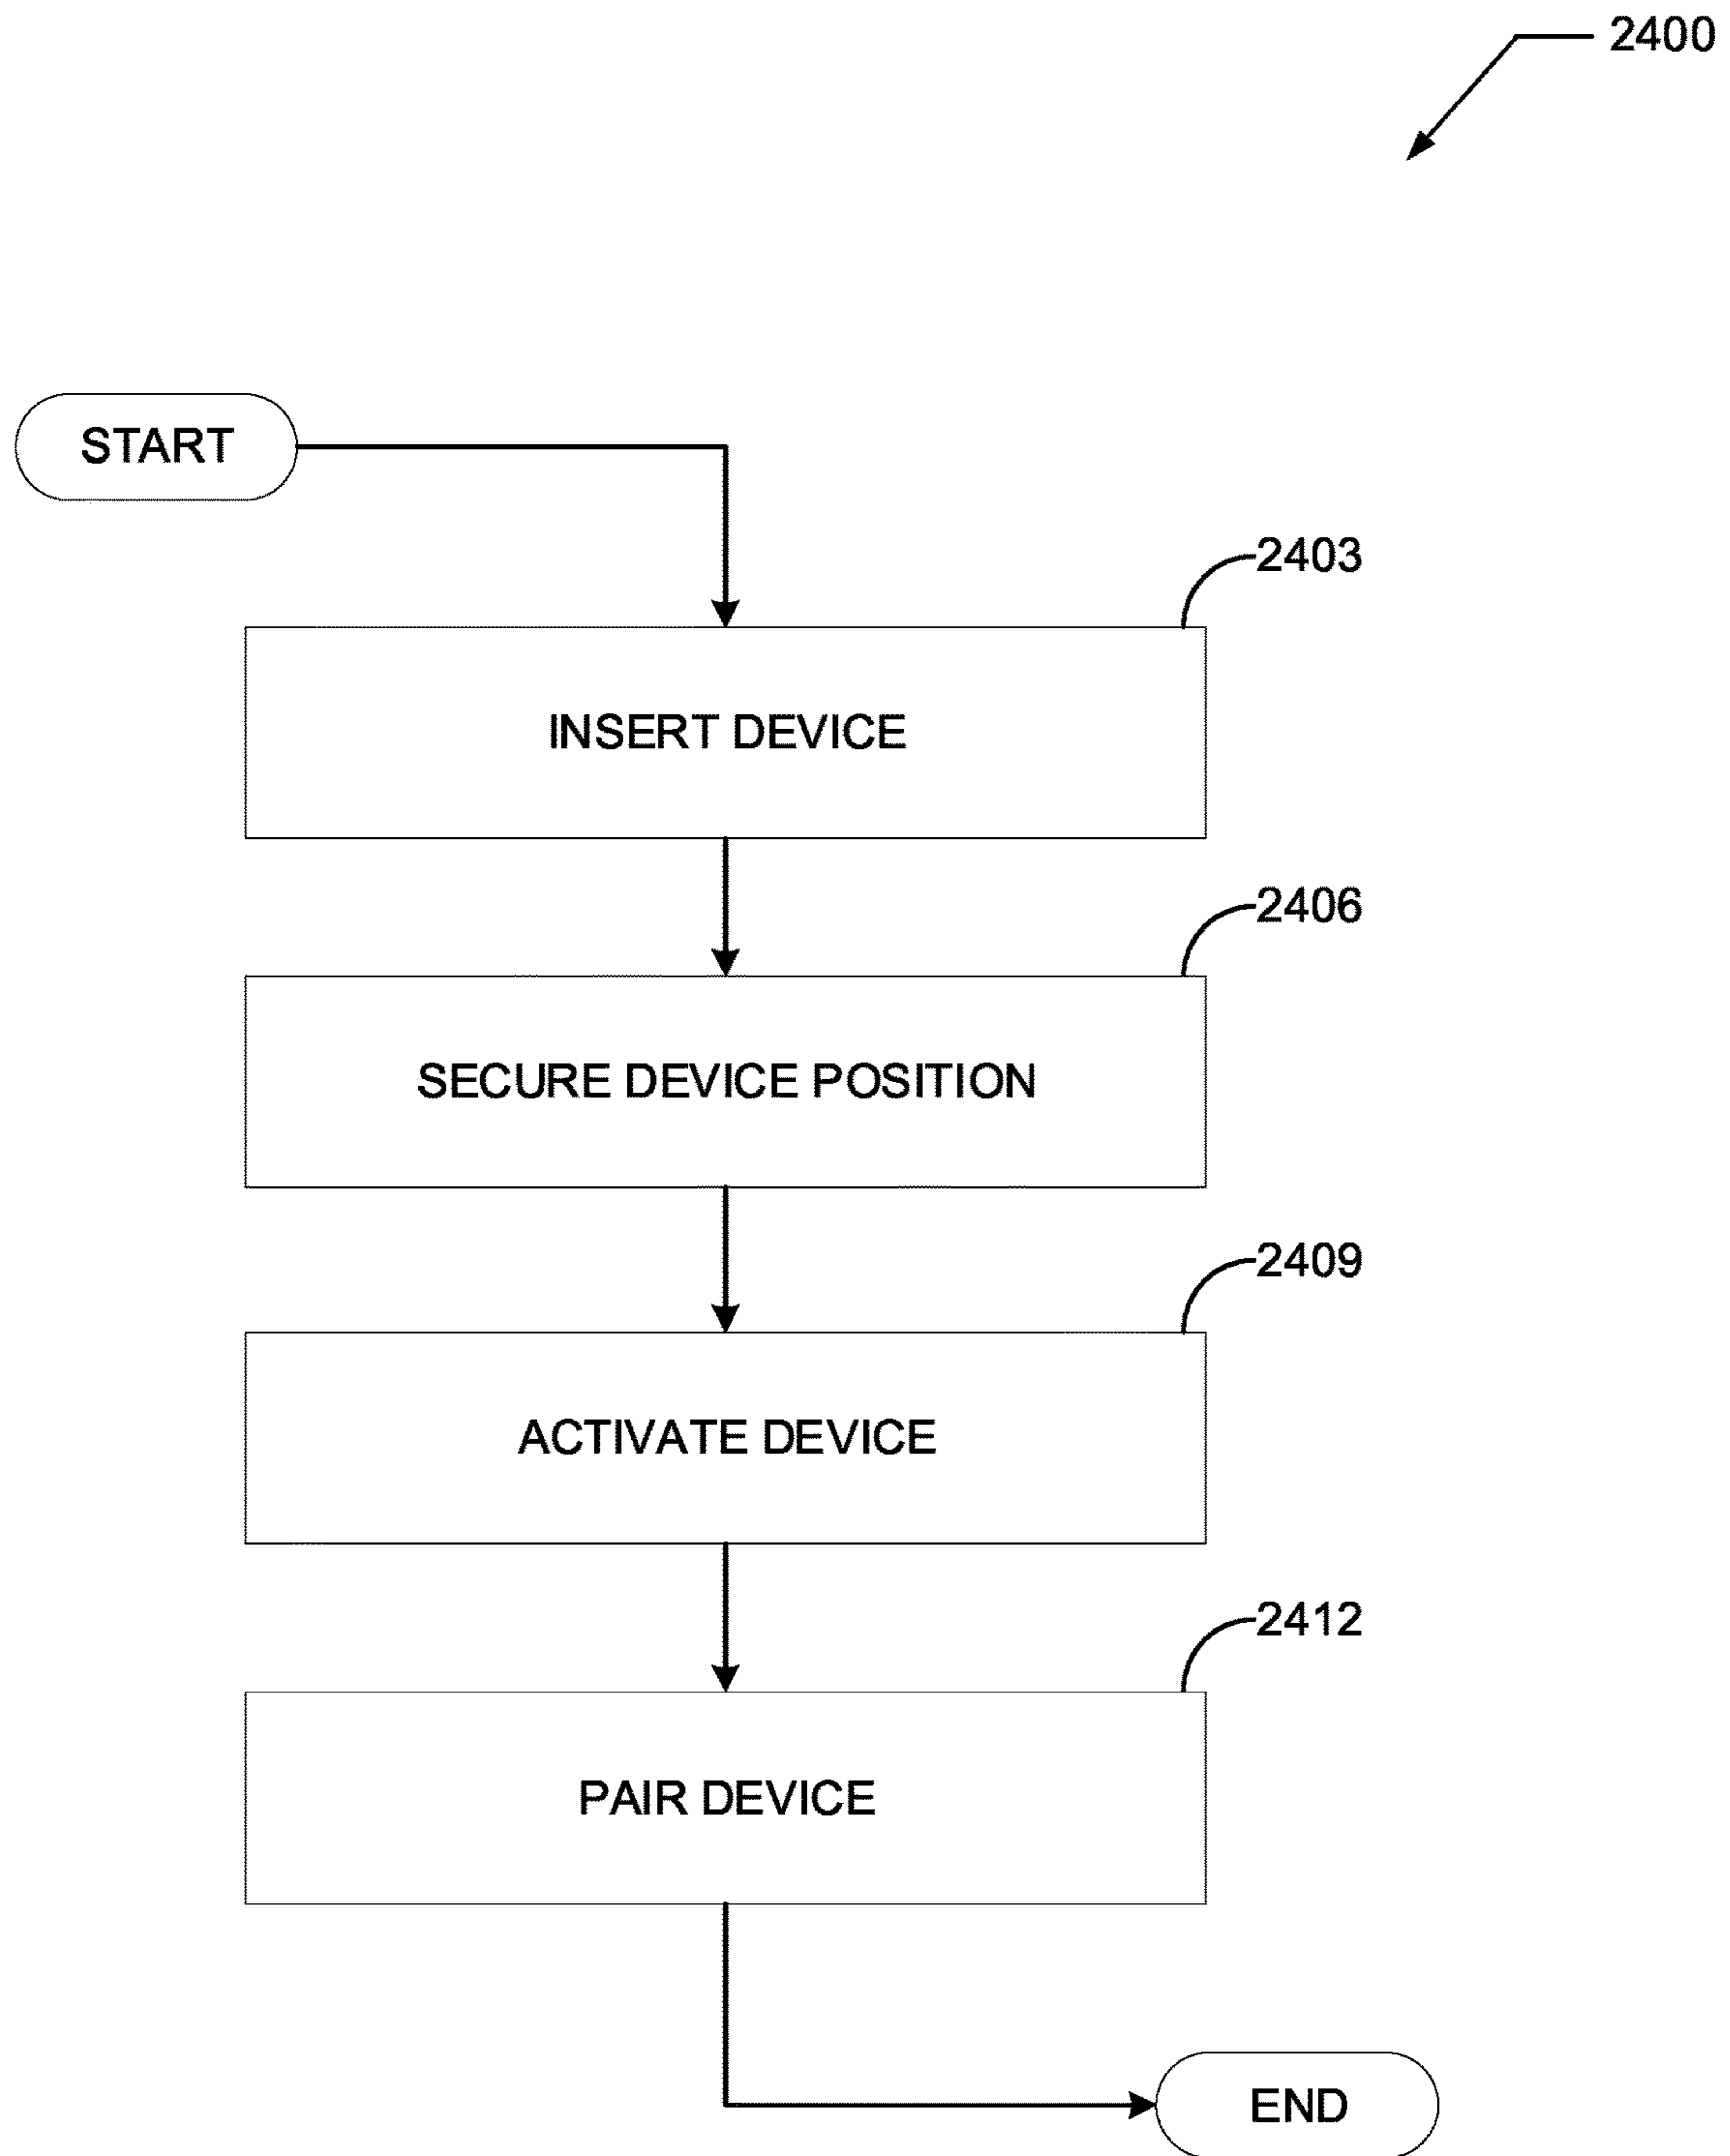 2400
START
2403
INSERT DEVICE
2406
SECURE DEVICE POSITION
2409
ACTIVATE DEVICE
2412
PAIR DEVICE
END